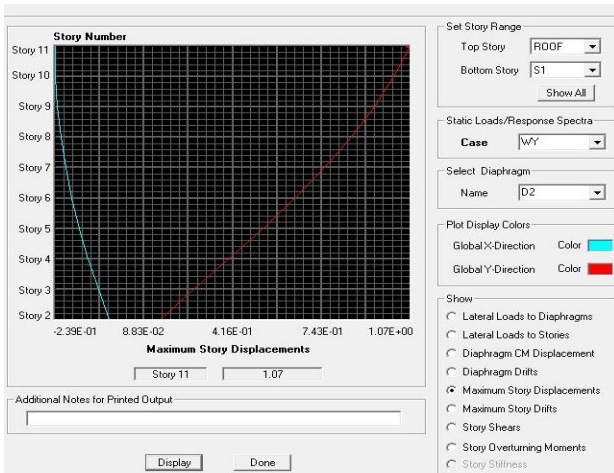 Story Number
Story 11
Story 10
Story 9
Story 8
Story 7
Story 6
Story 5
Story 4
Story 3
Story 2
-2.39E-01 8.83E-02 4.16E-01 7.43E-01 1.07E+00
Maximum Story Displacements
Story 11 1.07
Additional Notes for Printed Output
Display Done
Set Story Range
Top Story ROOF
Bottom Story S1
Show All
Static Loads/Response Spectra
Case WY
Select Diaphragm
Name D2
Plot Display Colors
Global X-Direction Color
Global Y-Direction Color
Show
Lateral Loads to Diaphragms
Lateral Loads to Stories
Diaphragm CM Displacement
Diaphragm Drifts
Maximum Story Displacements
Maximum Story Drifts
Story Shears
Story Overturning Moments
Story Stiffness